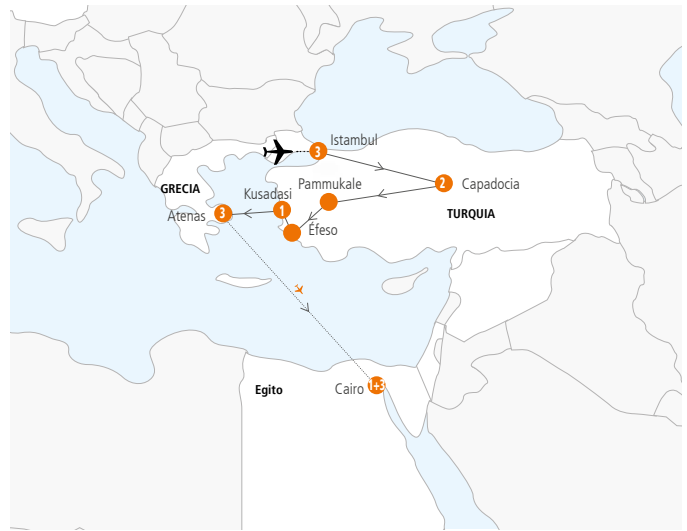 Istambul
3
Capadocia
2
Pammukale
GRECIA
Kusadasi
1
TURQUIA
Atenas
3
Éfeso
Egito
Cairo
1+3